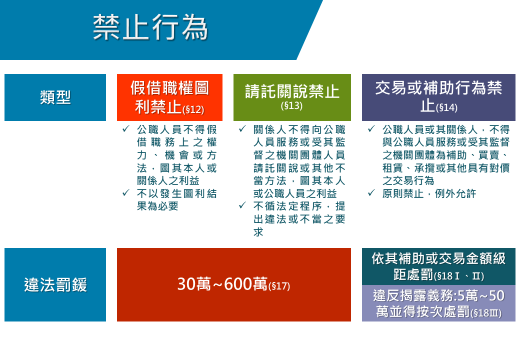 禁止行為
類型
假借職權圖
利禁止(§12)
請託關說禁止
(§13)
交易或補助行為禁
止(§14)
✓ 公職人員不得假
借職務上之權
力、機會或方
法，圖其本人或
關係人之利益
✓ 不以發生圖利結
果為必要
✓ 關係人不得向公職
人員服務或受其監
督之機關團體人員
請託關說或其他不
當方法，圖其本人
或公職人員之利益
✓ 不循法定程序，提
出違法或不當之要
求
✓ 公職人員或其關係人，不得
與公職人員服務或受其監督
之機關團體為補助、買賣、
租賃、承攬或其他具有對價
之交易行為
✓ 原則禁止，例外允許
違法罰鍰
30萬~600萬(§17)
依其補助或交易金額級
距處罰(§18Ⅰ、Ⅱ)
違反揭露義務:5萬~50
萬並得按次處罰(§18Ⅲ)